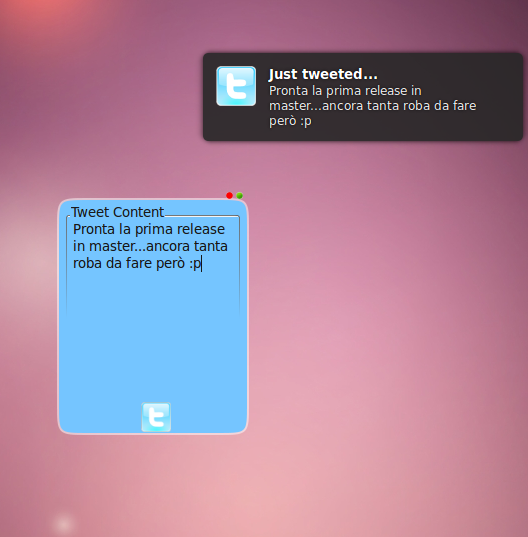 Just tweeted...
Pronta la prima release in
master...ancora tanta roba da fare
però :p
Tweet Content
Pronta la prima release
in master...ancora tanta
roba da fare però :p